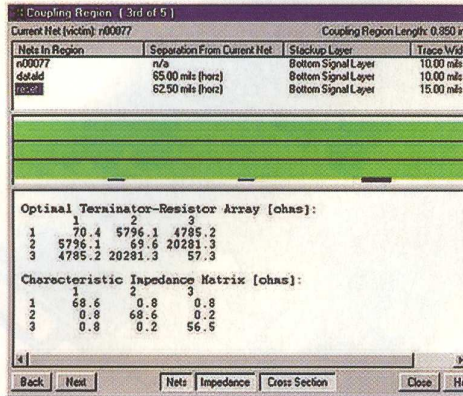 Coupling Region ( 3rd of 5 )
Current Net (victim): n00077 Coupling Region Length: 0.850 in
Nets In Region Separation From Current Net Stackup Layer Trace Wid
n00077 n/a Bottom Signal Layer 10.00 mils
dataid 65.00 mils (horz) Bottom Signal Layer 10.00 mils
reset 62.50 mils (horz) Bottom Signal Layer 15.00 mils
Optimal Terminator-Resistor Array [ohms]:
1 2 3
1 70.4 5796.1 4785.2
2 5796.1 69.6 20281.3
3 4785.2 20281.3 57.3
Characteristic Impedance Matrix [ohms]:
1 2 3
1 68.6 0.8 0.8
2 0.8 68.6 0.2
3 0.8 0.2 56.5
Back Next Nets Impedance Cross Section Close He